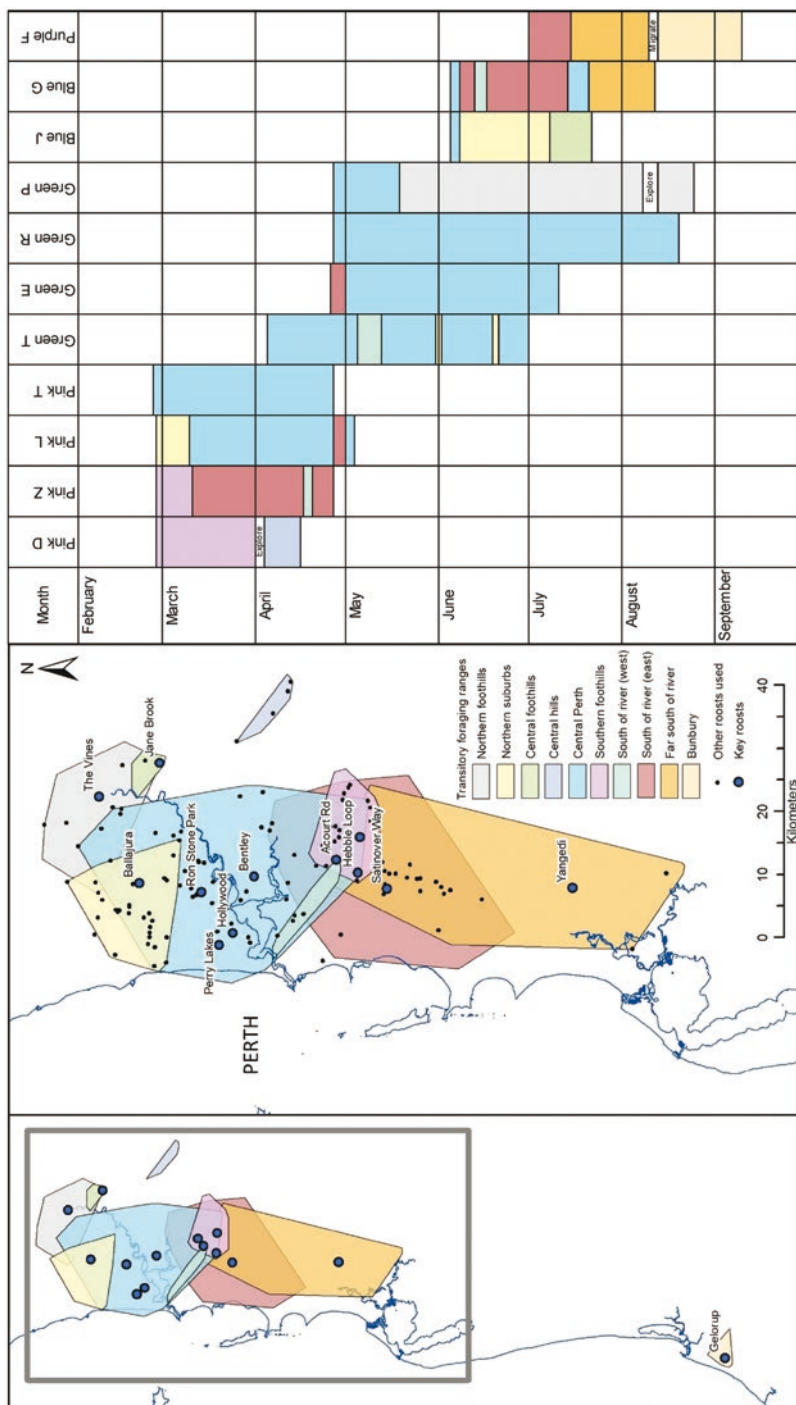 Purple F
Blue G
Blue J
Green P
Green R
Green E
Green T
Pink T
Pink L
Pink Z
Pink D
Month
Migrate
Explore
Explore
February
March
April
May
June
July
August
September
N
The Vines
Jane Brook
Ballajura
Ron Stone Park
Hollywood
Perry Lakes
Bentley
PERTH
Acourt Rd
Hebble Loop
Satinover Way
Yangedi
Transitory foraging ranges
Northern foothills
Northern suburbs
Central foothills
Central hills
Central Perth
Southern foothills
South of river (west)
South of river (east)
Far south of river
Bunbury
Other roosts used
Key roosts
0 10 20 40
Kilometers
Gelorup